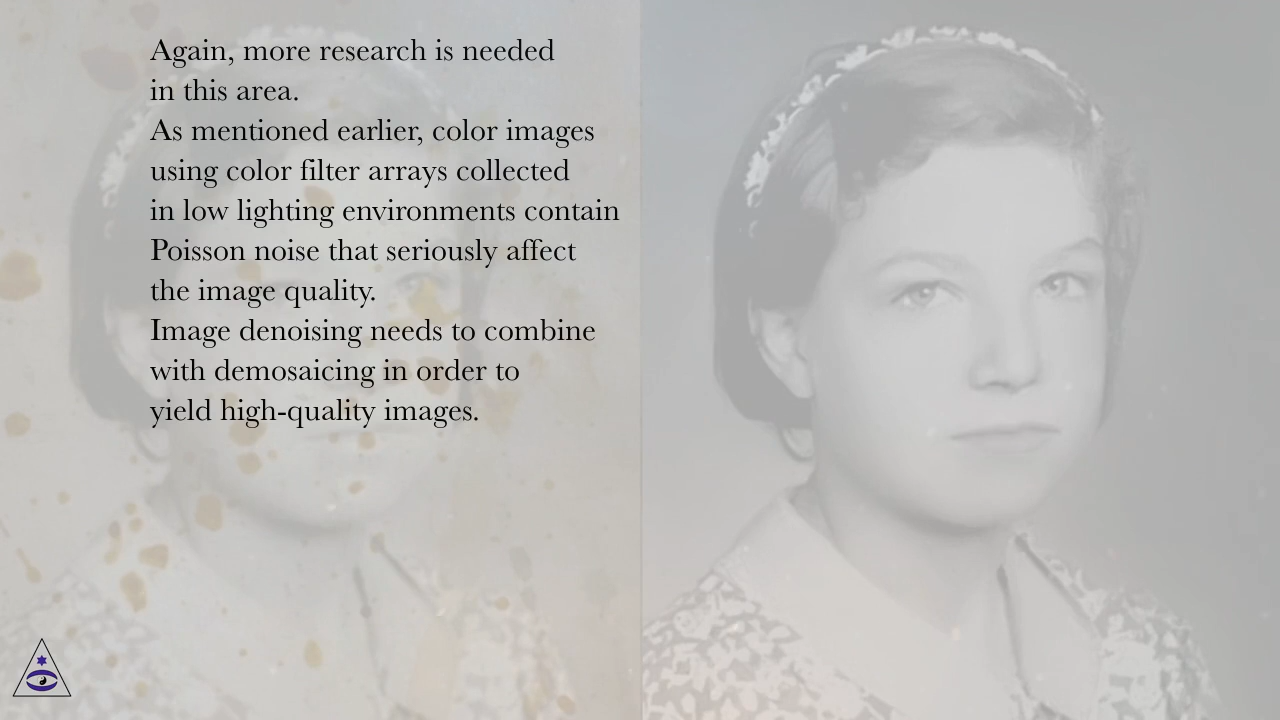 Again, more research is needed
in this area.
As mentioned earlier, color images
using color filter arrays collected
in low lighting environments contain
Poisson noise that seriously affect
the image quality.
Image denoising needs to combine
with demosaicing in order to
yield high-quality images.